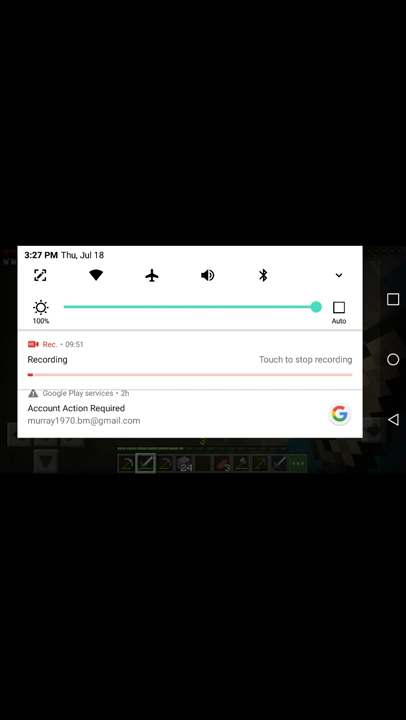 3:27 PM Thu, Jul 18
100%
Auto
Rec. • 09:51
Recording
Touch to stop recording
Google Play services • 2h
Account Action Required
murray1970.bm@gmail.com
3
24
3